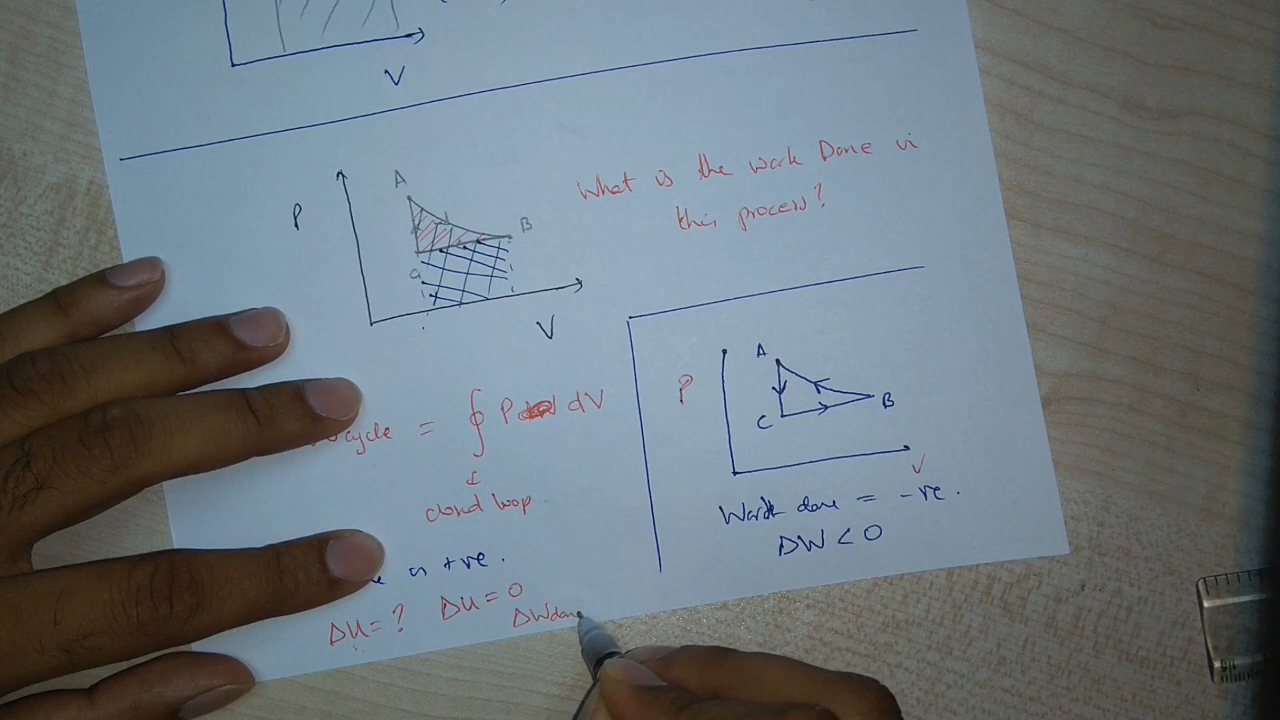 V
A
P
B
C
V
What is the work Done in
this process?
cycle = ∮ P dV
closed loop.
is +ve.
ΔU = ? ΔU = 0
ΔWdon
A
P
C
B
V
Work done = -ve.
ΔW < 0